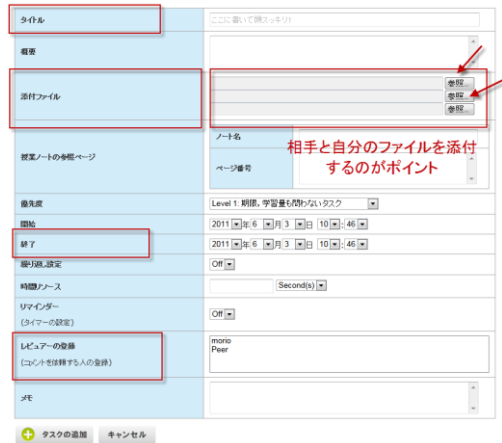 タイトル
ここに書いて頭スッキリ!
概要
添付ファイル
参照...
参照...
参照...
授業ノートの参照ページ
ノート名
ページ番号
相手と自分のファイルを添付
するのがポイント
優先度
Level 1: 期限，学習量も問わないタスク
開始
2011 年 6 月 3 日 10 : 46
終了
2011 年 6 月 3 日 10 : 46
繰り返し設定
Off
時間リソース
Second(s)
リマインダー
(タイマーの設定)
Off
レビュアーの登録
(コメントを依頼する人の登録)
morio
Peer
メモ
タスクの追加 キャンセル